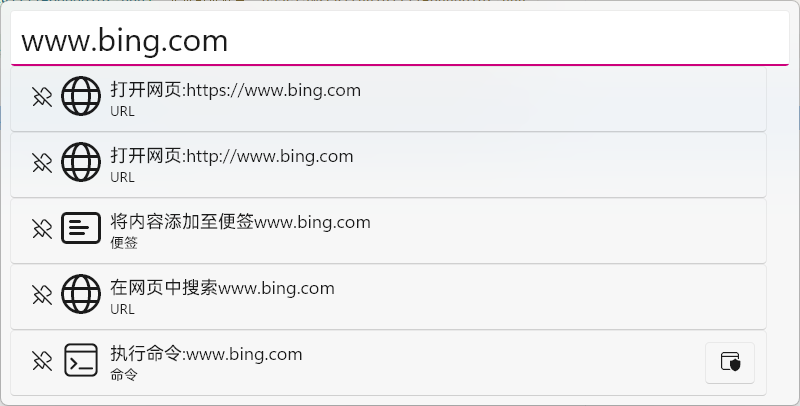 www.bing.com
打开网页:https://www.bing.com
URL
打开网页:http://www.bing.com
URL
将内容添加至便签www.bing.com
便签
在网页中搜索www.bing.com
URL
执行命令:www.bing.com
命令